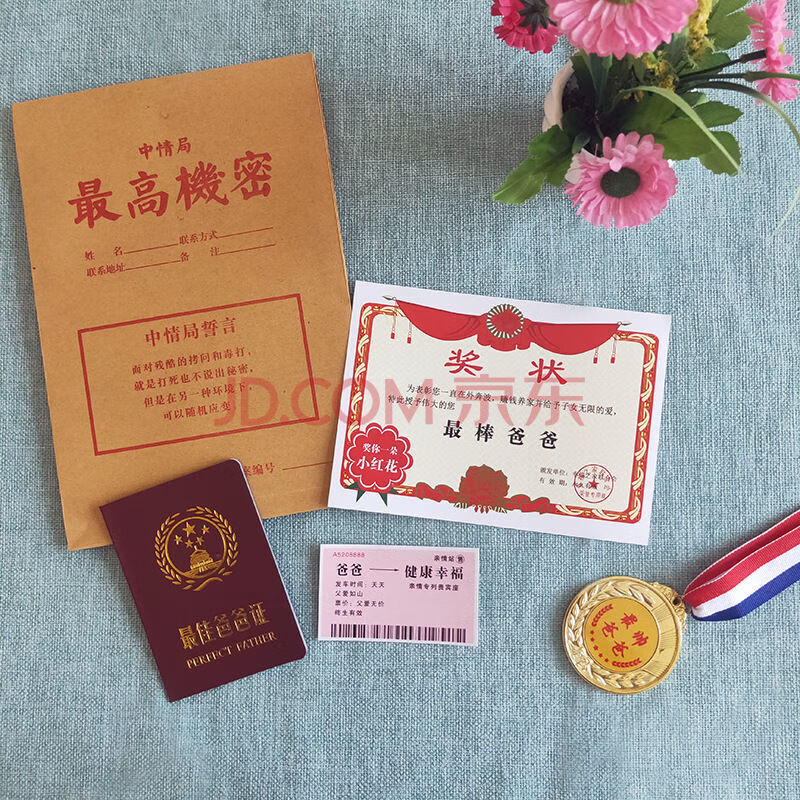 中情局
最高機密
姓 名 联系方式
联系地址 备 注
中情局誓言
面对残酷的拷问和毒打,
就是打死也不说出秘密,
但是在另一种环境下,
可以随机应变
案编号
JD.COM 京东
奖 状
为表彰您一直在外奔波、赚钱养家并给予子女无限的爱,
特此授予伟大的您
最 棒 爸 爸
奖你一朵
小红花
颁发单位:
有 效 期:
最佳爸爸证
PERFECT FATHER
A5208888
亲情站 售
爸爸 → 健康幸福
发车时间:天天
亲情专列贵宾座
父爱如山
票价:父爱无价
终生有效
最帅
爸爸